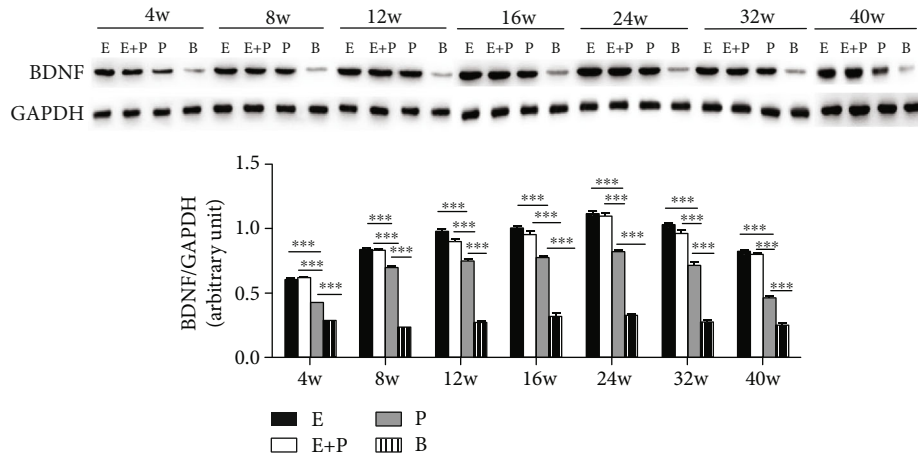 4w 8w 12w 16w 24w 32w 40w
E E+P P B E E+P P B E E+P P B E E+P P B E E+P P B E E+P P B E E+P P B
BDNF
GAPDH
1.5
1.0
0.5
0.0
BDNF/GAPDH
(arbitrary unit)
*** *** *** *** *** *** ***
*** *** *** *** *** *** ***
*** *** *** *** *** *** ***
4w 8w 12w 16w 24w 32w 40w
E P
E+P B